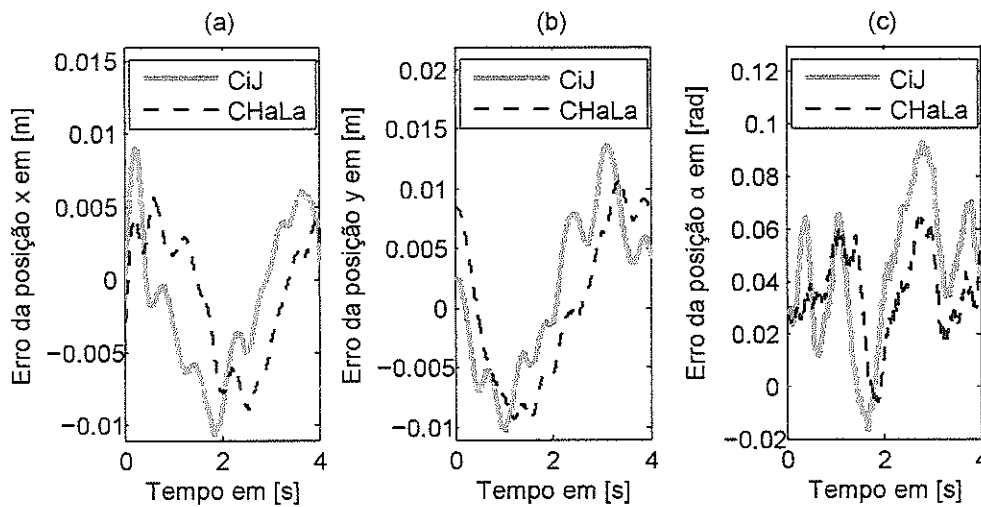 (a)
Erro da posição x em [m]
0.015
0.01
0.005
0
−0.005
−0.01
CiJ
CHaLa
0 2 4
Tempo em [s]
(b)
Erro da posição y em [m]
0.02
0.015
0.01
0.005
0
−0.005
−0.01
CiJ
CHaLa
0 2 4
Tempo em [s]
(c)
Erro da posição α em [rad]
0.12
0.1
0.08
0.06
0.04
0.02
0
−0.02
CiJ
CHaLa
0 2 4
Tempo em [s]